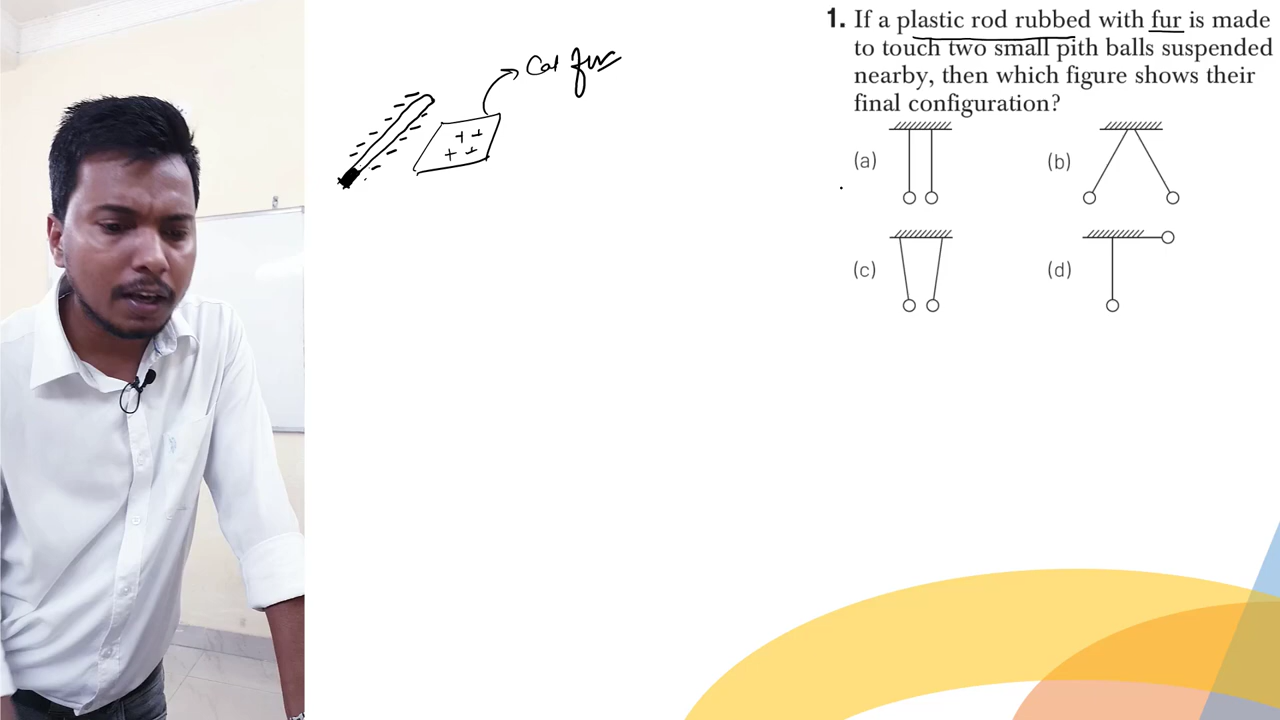 Cat fur
1. If a plastic rod rubbed with fur is made
to touch two small pith balls suspended
nearby, then which figure shows their
final configuration?
(a)
(b)
(c)
(d)